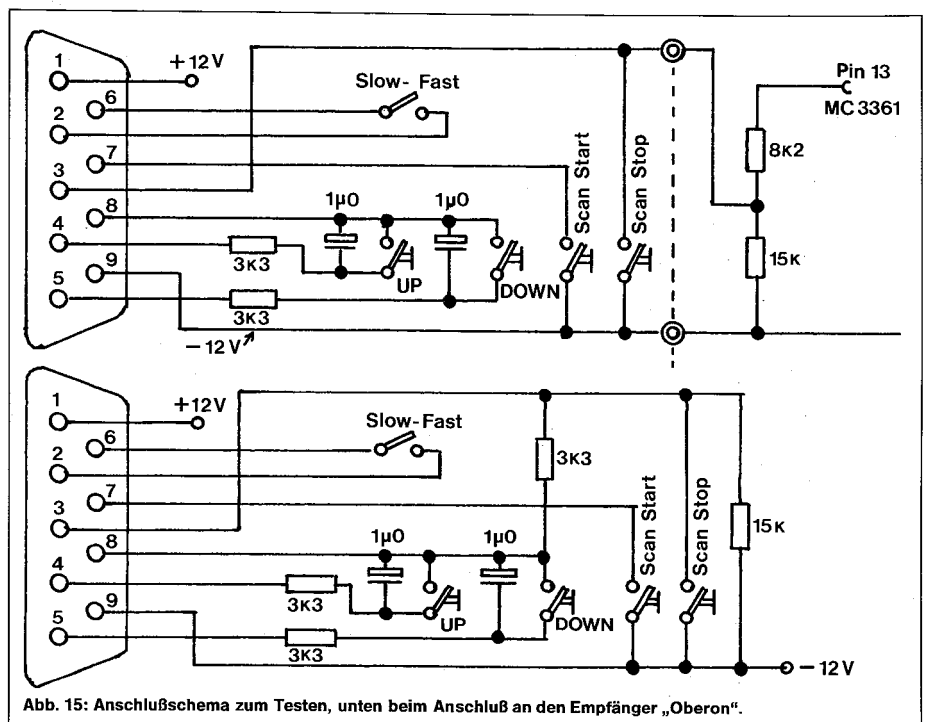 1
+12V
6
Slow-Fast
2
7
3
8
1µ0
1µ0
4
3K3
UP
9
5
3K3
DOWN
-12V
Scan Start
Scan Stop
Pin 13
MC 3361
8K2
15K
1
+12V
6
Slow-Fast
2
7
3
3K3
8
1µ0
1µ0
4
3K3
UP
9
5
3K3
DOWN
Scan Start
Scan Stop
15K
-12V
Abb. 15: Anschlußschema zum Testen, unten beim Anschluß an den Empfänger „Oberon“.